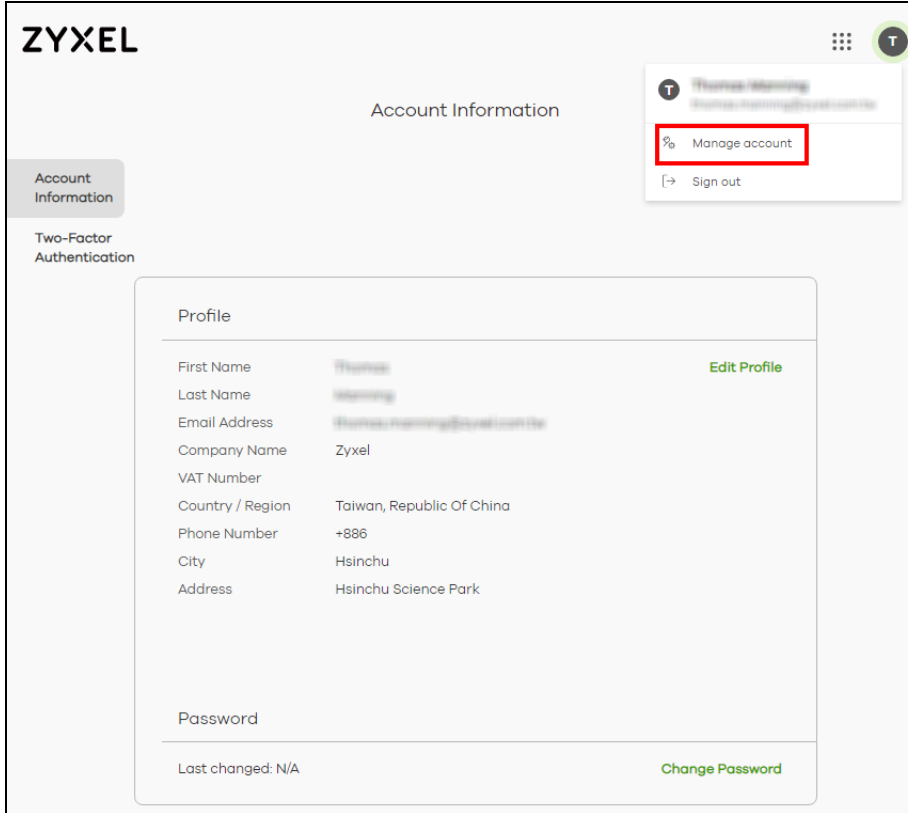 ZYXEL
T
T
Account Information
Manage account
Sign out
Account
Information
Two-Factor
Authentication
Profile
First Name
Edit Profile
Last Name
Email Address
Company Name Zyxel
VAT Number
Country / Region Taiwan, Republic Of China
Phone Number +886
City Hsinchu
Address Hsinchu Science Park
Password
Last changed: N/A Change Password